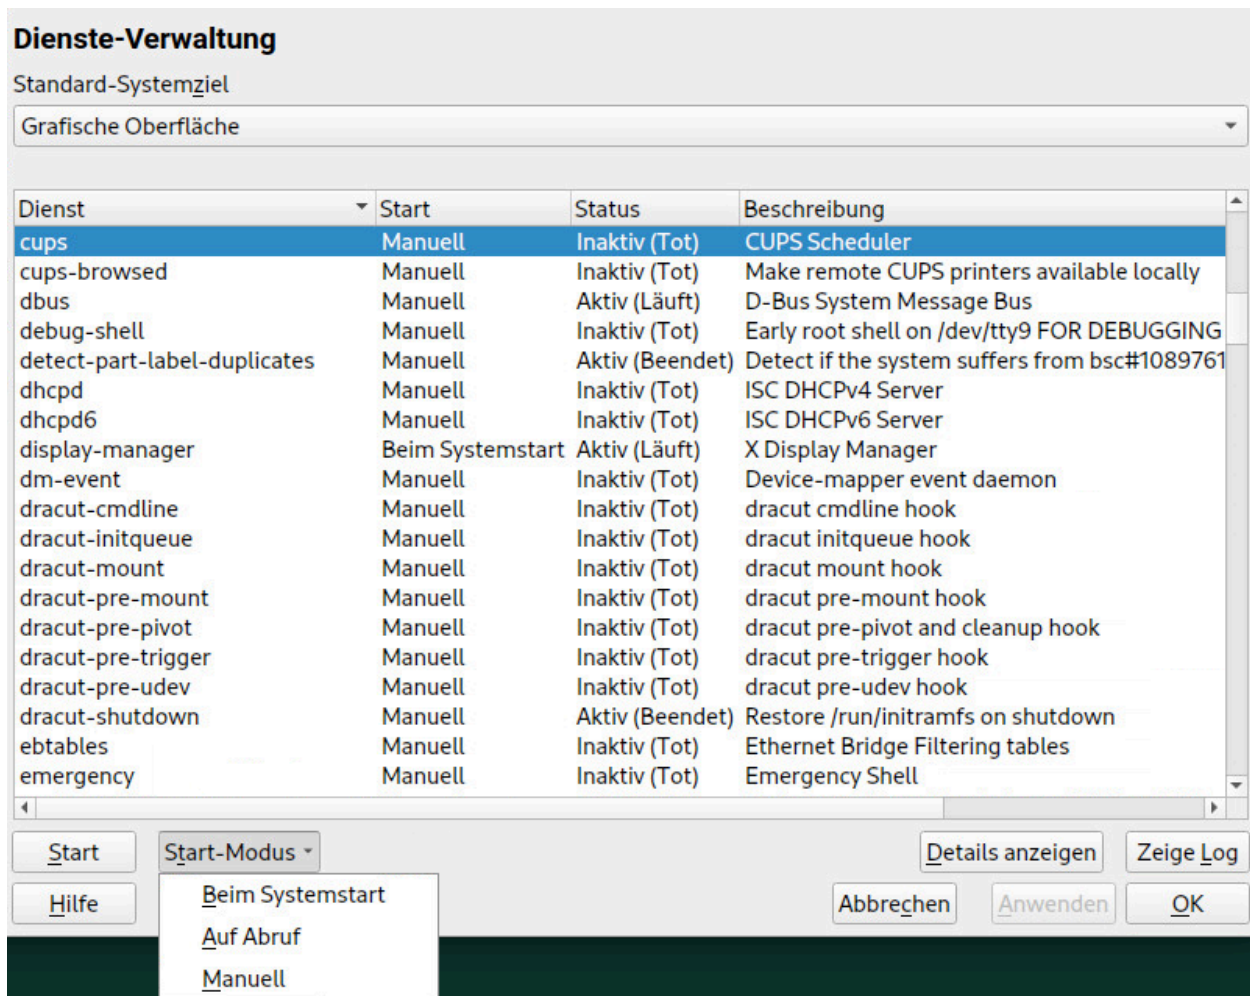 Dienste-Verwaltung
Standard-Systemziel
Grafische Oberfläche
Dienst Start Status Beschreibung
cups Manuell Inaktiv (Tot) CUPS Scheduler
cups-browsed Manuell Inaktiv (Tot) Make remote CUPS printers available locally
dbus Manuell Aktiv (Läuft) D-Bus System Message Bus
debug-shell Manuell Inaktiv (Tot) Early root shell on /dev/tty9 FOR DEBUGGING
detect-part-label-duplicates Manuell Aktiv (Beendet) Detect if the system suffers from bsc#1089761
dhcpd Manuell Inaktiv (Tot) ISC DHCPv4 Server
dhcpd6 Manuell Inaktiv (Tot) ISC DHCPv6 Server
display-manager Beim Systemstart Aktiv (Läuft) X Display Manager
dm-event Manuell Inaktiv (Tot) Device-mapper event daemon
dracut-cmdline Manuell Inaktiv (Tot) dracut cmdline hook
dracut-initqueue Manuell Inaktiv (Tot) dracut initqueue hook
dracut-mount Manuell Inaktiv (Tot) dracut mount hook
dracut-pre-mount Manuell Inaktiv (Tot) dracut pre-mount hook
dracut-pre-pivot Manuell Inaktiv (Tot) dracut pre-pivot and cleanup hook
dracut-pre-trigger Manuell Inaktiv (Tot) dracut pre-trigger hook
dracut-pre-udev Manuell Inaktiv (Tot) dracut pre-udev hook
dracut-shutdown Manuell Aktiv (Beendet) Restore /run/initramfs on shutdown
ebtables Manuell Inaktiv (Tot) Ethernet Bridge Filtering tables
emergency Manuell Inaktiv (Tot) Emergency Shell
Start Start-Modus Details anzeigen Zeige Log
Hilfe Abbrechen Anwenden OK
Beim Systemstart
Auf Abruf
Manuell